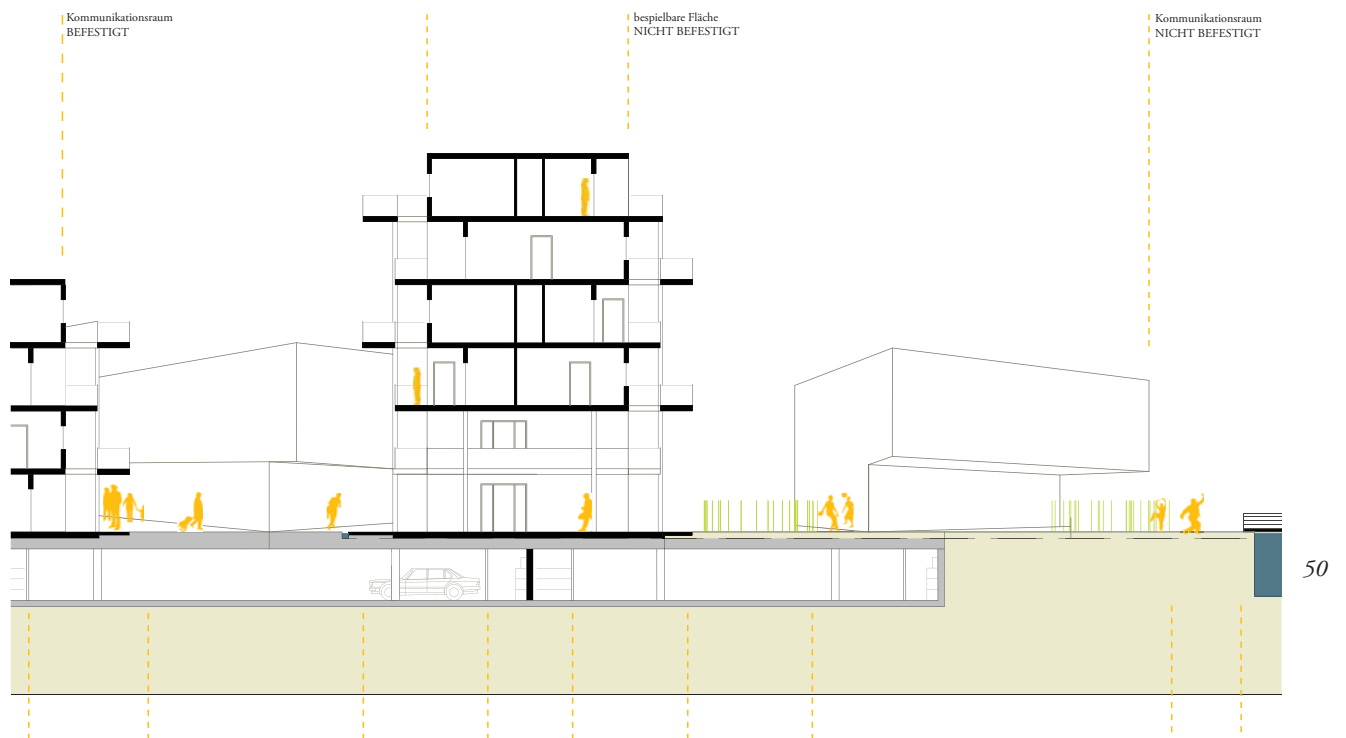 Kommunikationsraum
BEFESTIGT
bespielbare Fläche
NICHT BEFESTIGT
Kommunikationsraum
NICHT BEFESTIGT
50